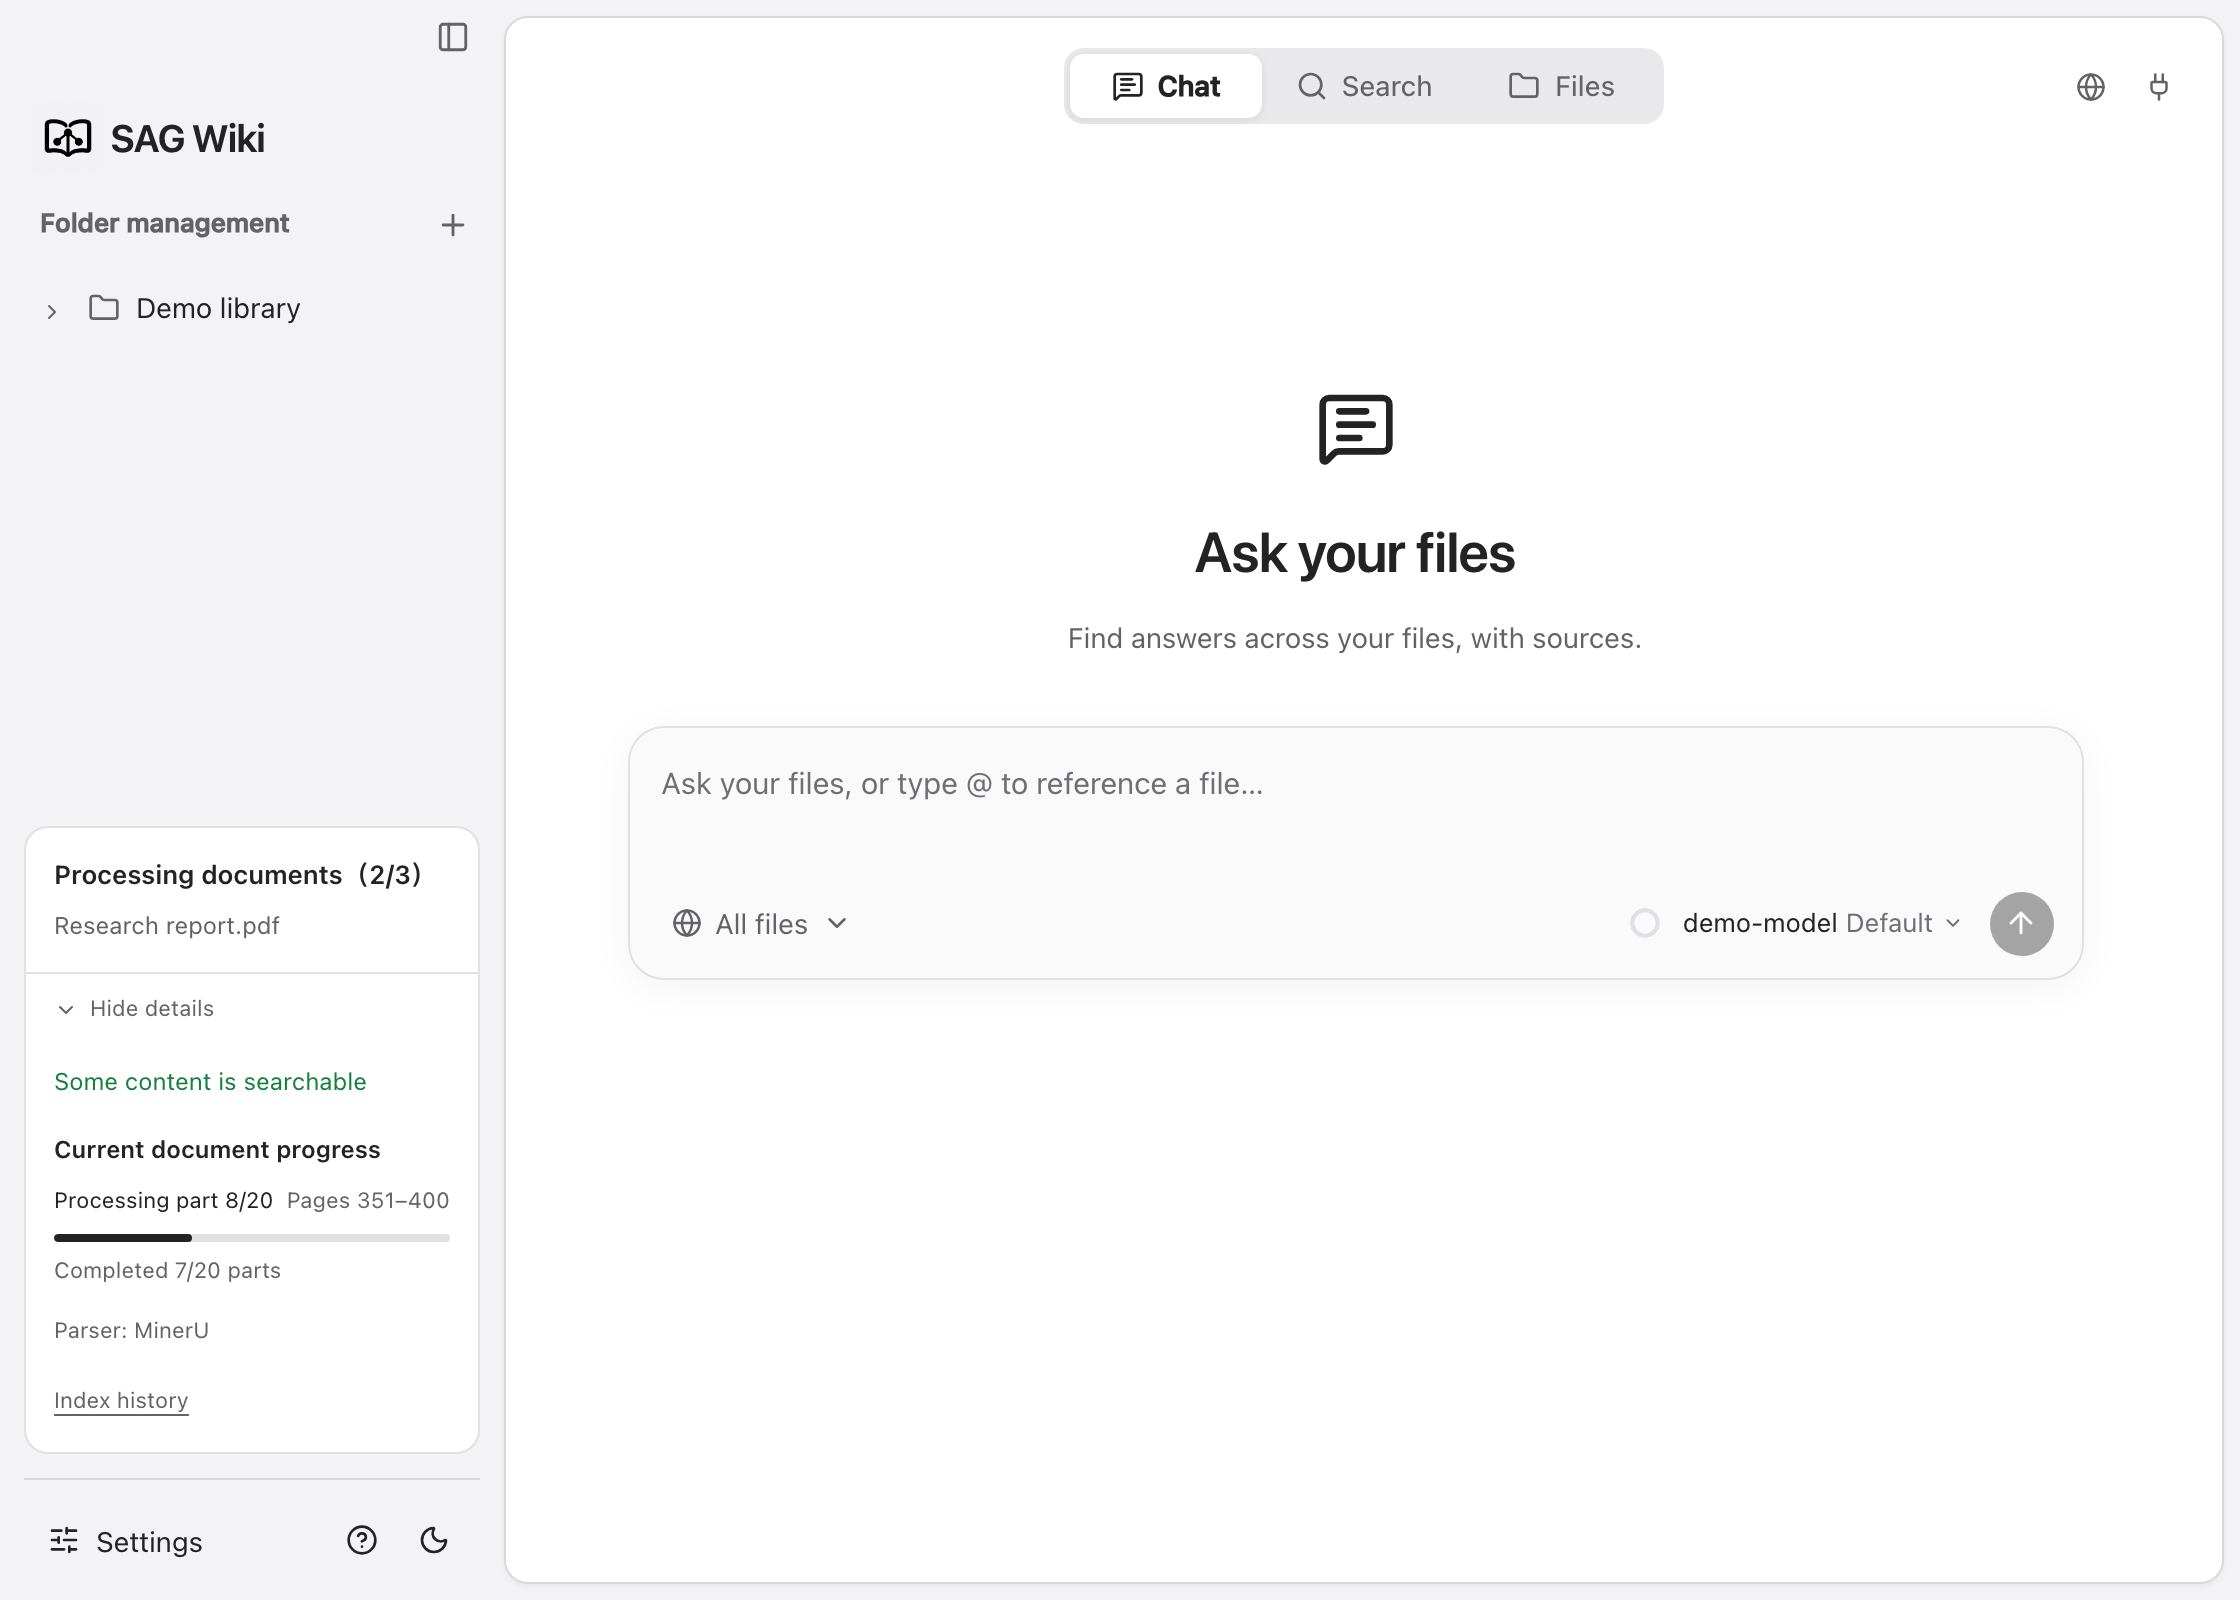 SAG Wiki
Folder management
Demo library
Processing documents（2/3）
Research report.pdf
Hide details
Some content is searchable
Current document progress
Processing part 8/20 Pages 351–400
Completed 7/20 parts
Parser: MinerU
Index history
Settings
Chat Search Files
Ask your files
Find answers across your files, with sources.
Ask your files, or type @ to reference a file...
All files demo-model Default